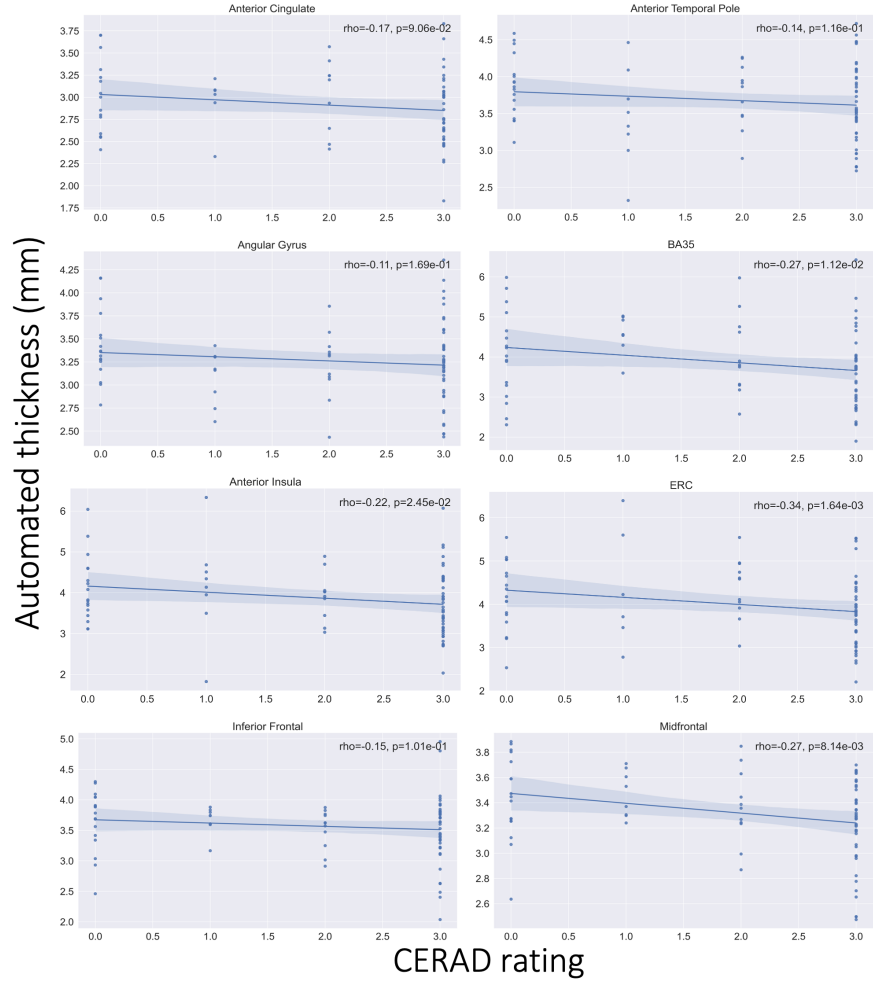 Anterior Cingulate
rho=-0.17, p=9.06e-02
3.75
3.50
3.25
3.00
2.75
2.50
2.25
2.00
1.75
0.0 0.5 1.0 1.5 2.0 2.5 3.0
Anterior Temporal Pole
rho=-0.14, p=1.16e-01
4.5
4.0
3.5
3.0
2.5
0.0 0.5 1.0 1.5 2.0 2.5 3.0
Automated thickness (mm)
Angular Gyrus
rho=-0.11, p=1.69e-01
4.25
4.00
3.75
3.50
3.25
3.00
2.75
2.50
0.0 0.5 1.0 1.5 2.0 2.5 3.0
BA35
rho=-0.27, p=1.12e-02
6
5
4
3
2
0.0 0.5 1.0 1.5 2.0 2.5 3.0
Anterior Insula
rho=-0.22, p=2.45e-02
6
5
4
3
2
0.0 0.5 1.0 1.5 2.0 2.5 3.0
ERC
rho=-0.34, p=1.64e-03
6
5
4
3
2
0.0 0.5 1.0 1.5 2.0 2.5 3.0
Inferior Frontal
rho=-0.15, p=1.01e-01
5.0
4.5
4.0
3.5
3.0
2.5
2.0
0.0 0.5 1.0 1.5 2.0 2.5 3.0
Midfrontal
rho=-0.27, p=8.14e-03
3.8
3.6
3.4
3.2
3.0
2.8
2.6
0.0 0.5 1.0 1.5 2.0 2.5 3.0
CERAD rating